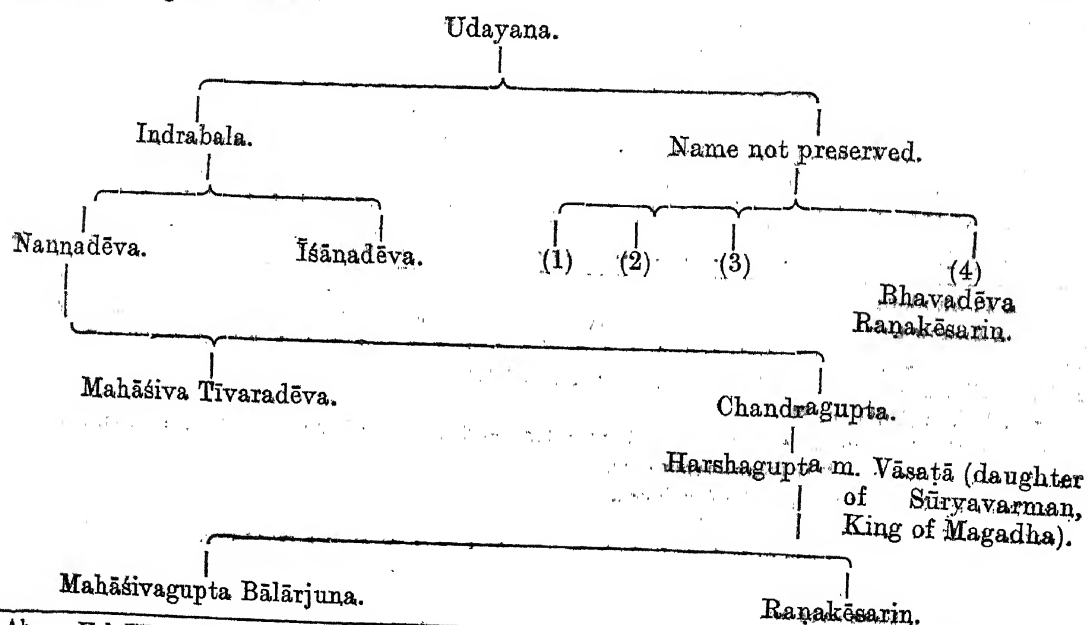 Udayana.
Indrabala.
Name not preserved.
Nannadēva.
Īśānadēva.
(1) (2) (3) (4)
Bhavadēva
Raṇakēsarin.
Mahāśiva Tīvaradēva.
Chandragupta.
Harshagupta m. Vāsaṭā (daughter
of Sūryavarman,
King of Magadha).
Mahāśivagupta Bālārjuna.
Raṇakēsarin.